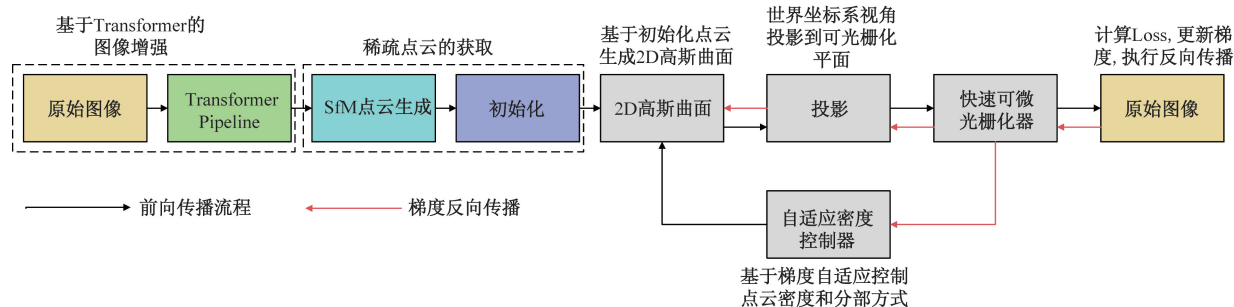 基于Transformer的
图像增强
稀疏点云的获取
基于初始化点云
生成2D高斯曲面
世界坐标系视角
投影到可光栅化
平面
计算Loss, 更新梯
度, 执行反向传播
原始图像
Transformer
Pipeline
SfM点云生成
初始化
2D高斯曲面
投影
快速可微
光栅化器
原始图像
前向传播流程
梯度反向传播
自适应密度
控制器
基于梯度自适应控制
点云密度和分部方式